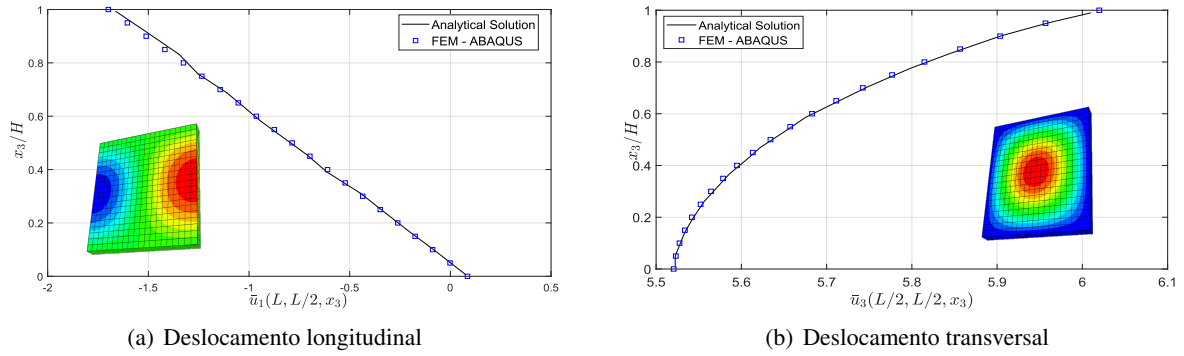 1
0.8
0.6
0.4
0.2
0
x₃/H
-2
-1.5
-1
-0.5
0
0.5
ū₁(L, L/2, x₃)
Analytical Solution
FEM - ABAQUS
(a) Deslocamento longitudinal
1
0.8
0.6
0.4
0.2
0
x₃/H
5.5
5.6
5.7
5.8
5.9
6
6.1
ū₃(L/2, L/2, x₃)
Analytical Solution
FEM - ABAQUS
(b) Deslocamento transversal